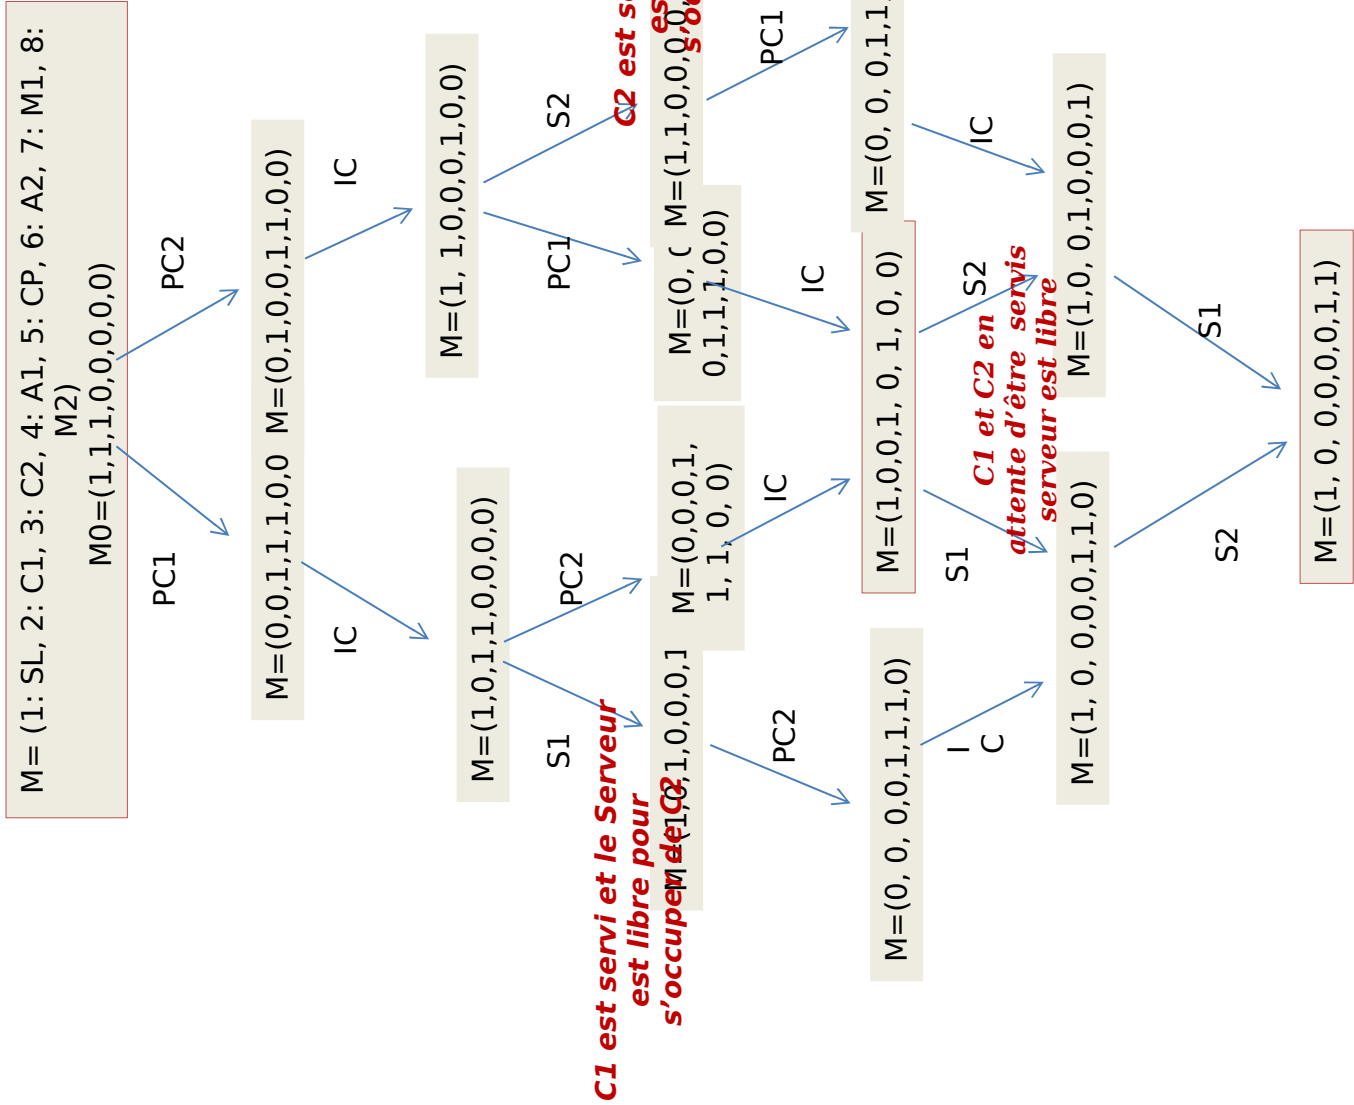 M= (1: SL, 2: C1, 3: C2, 4: A1, 5: CP, 6: A2, 7: M1, 8:
M2)
M0=(1,1,1,0,0,0,0,0)
PC1
PC2
M=(0,0,1,1,1,0,0
M=(0,1,0,0,1,1,0,0)
IC
IC
M=(1,0,1,1,0,0,0,0)
M=(1, 1,0,0,0,1,0,0)
S1
PC2
PC1
S2
C1 est servi et le Serveur
est libre pour
s’occuper de C2
C2 est
M=(1,0,1,0,0,0,1
M=(0,0,0,1,
1, 1, 0, 0)
M=(0, (
0,1,1,1,0,0)
M=(1,1,0,0,0,
PC2
IC
IC
PC1
M=(0, 0, 0,0,1,1,1,0)
M=(1,0,0,1, 0, 1, 0, 0)
M=(0, 0, 0,1,1,
I
C
S1
S2
IC
C1 et C2 en
attente d’être servis
serveur est libre
M=(1, 0, 0,0,0,1,1,0)
M=(1,0, 0,1,0,0,0,1)
S2
S1
M=(1, 0, 0,0,0,0,1,1)